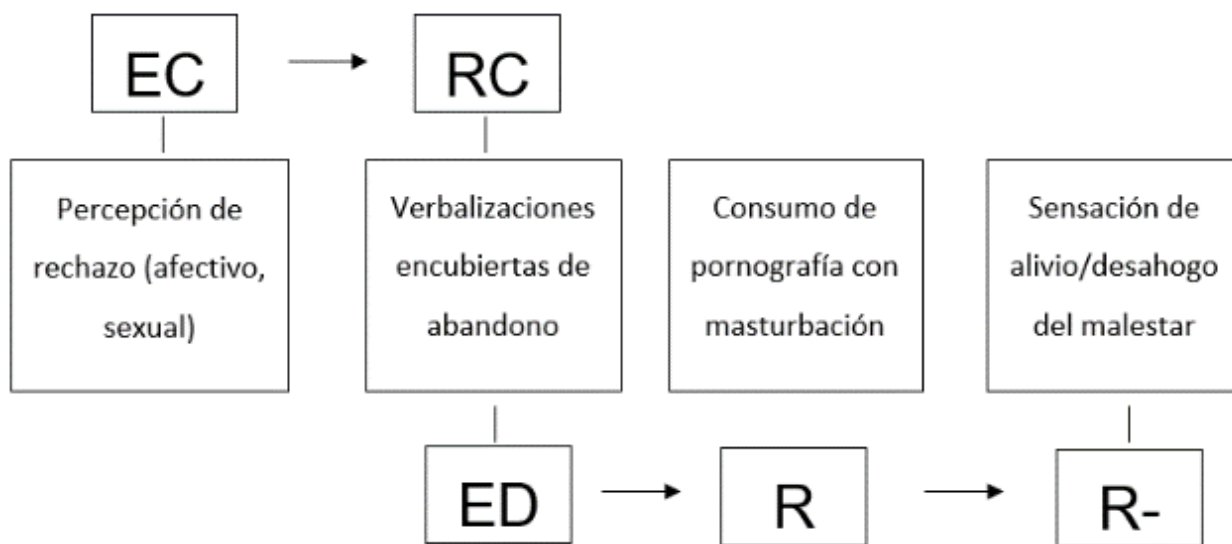 EC
RC
Percepción de
rechazo (afectivo,
sexual)
Verbalizaciones
encubiertas de
abandono
Consumo de
pornografía con
masturbación
Sensación de
alivio/desahogo
del malestar
ED
R
R-